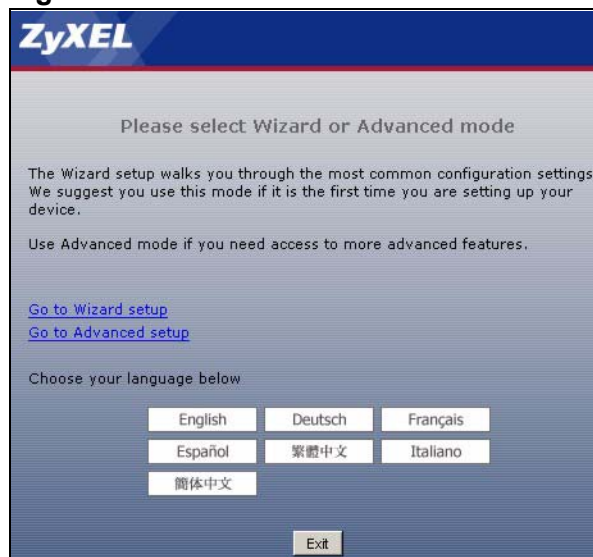 ZyXEL
Please select Wizard or Advanced mode
The Wizard setup walks you through the most common configuration settings
We suggest you use this mode if it is the first time you are setting up your
device.
Use Advanced mode if you need access to more advanced features.
Go to Wizard setup
Go to Advanced setup
Choose your language below
English Deutsch Français
Español 繁體中文 Italiano
簡体中文
Exit